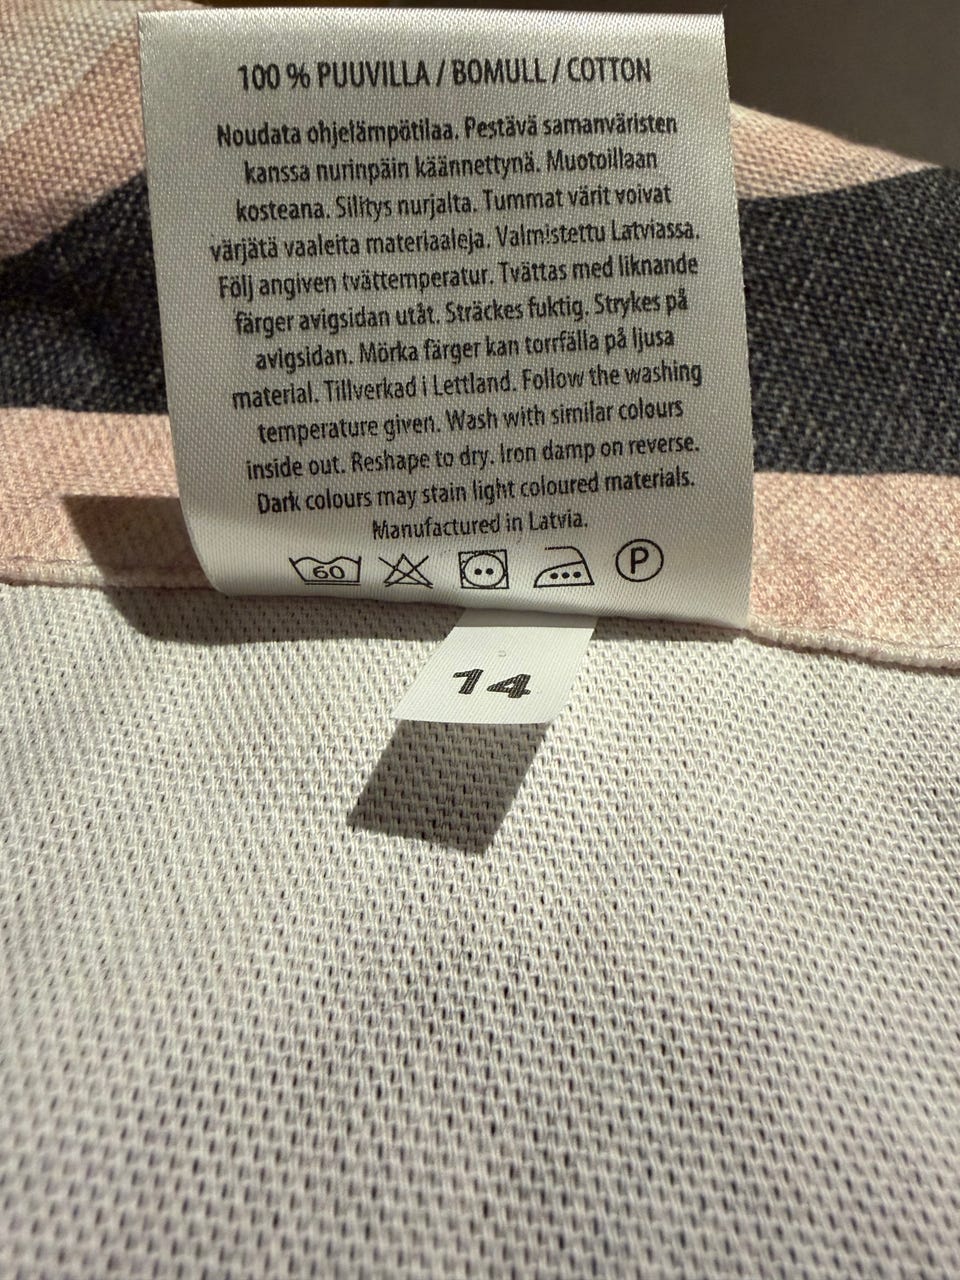 100 % PUUVILLA / BOMULL / COTTON
Noudata ohjelämpötilaa. Pestävä samanväristen
kanssa nurinpäin käännettynä. Muotoillaan
kosteana. Silitys nurjalta. Tummat värit voivat
värjätä vaaleita materiaaleja. Valmistettu Latviassa.
Följ angiven tvättemperatur. Tvättas med liknande
färger avigsidan utåt. Sträckes fuktig. Strykes på
avigsidan. Mörka färger kan torrfälla på ljusa
material. Tillverkad i Lettland. Follow the washing
temperature given. Wash with similar colours
inside out. Reshape to dry. Iron damp on reverse.
Dark colours may stain light coloured materials.
Manufactured in Latvia.
60 P
14